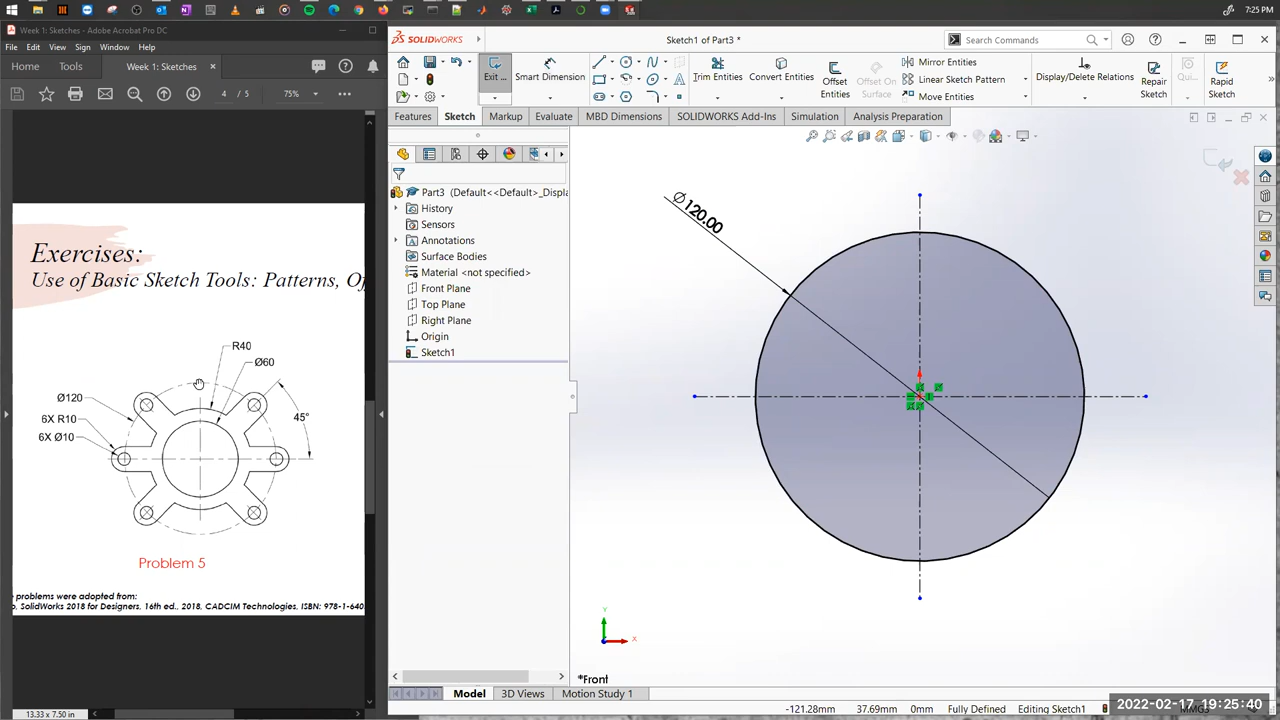 7:25 PM
Week 1: Sketches - Adobe Acrobat Pro DC
File Edit View Sign Window Help
Home Tools Week 1: Sketches ×
4 / 5 75%
Exercises:
Use of Basic Sketch Tools: Patterns, Of
R40
Ø60
Ø120
6X R10
6X Ø10
45°
Problem 5
problems were adopted from:
SolidWorks 2018 for Designers, 16th ed., 2018, CADCIM Technologies, ISBN: 978-1-640
13.33 x 7.50 in
SOLIDWORKS
Sketch1 of Part3 *
Search Commands
Exit ...
Smart Dimension
Trim Entities
Convert Entities
Offset Entities
Offset On Surface
Mirror Entities
Linear Sketch Pattern
Move Entities
Display/Delete Relations
Repair Sketch
Qui...
Rapid Sketch
Features Sketch Markup Evaluate MBD Dimensions SOLIDWORKS Add-Ins Simulation Analysis Preparation
Part3 (Default<<Default>_Displa
History
Sensors
Annotations
Surface Bodies
Material <not specified>
Front Plane
Top Plane
Right Plane
Origin
Sketch1
Ø120.00
Y
X
*Front
Model 3D Views Motion Study 1
-121.28mm 37.69mm 0mm Fully Defined Editing Sketch1
2022-02-17 19:25:40